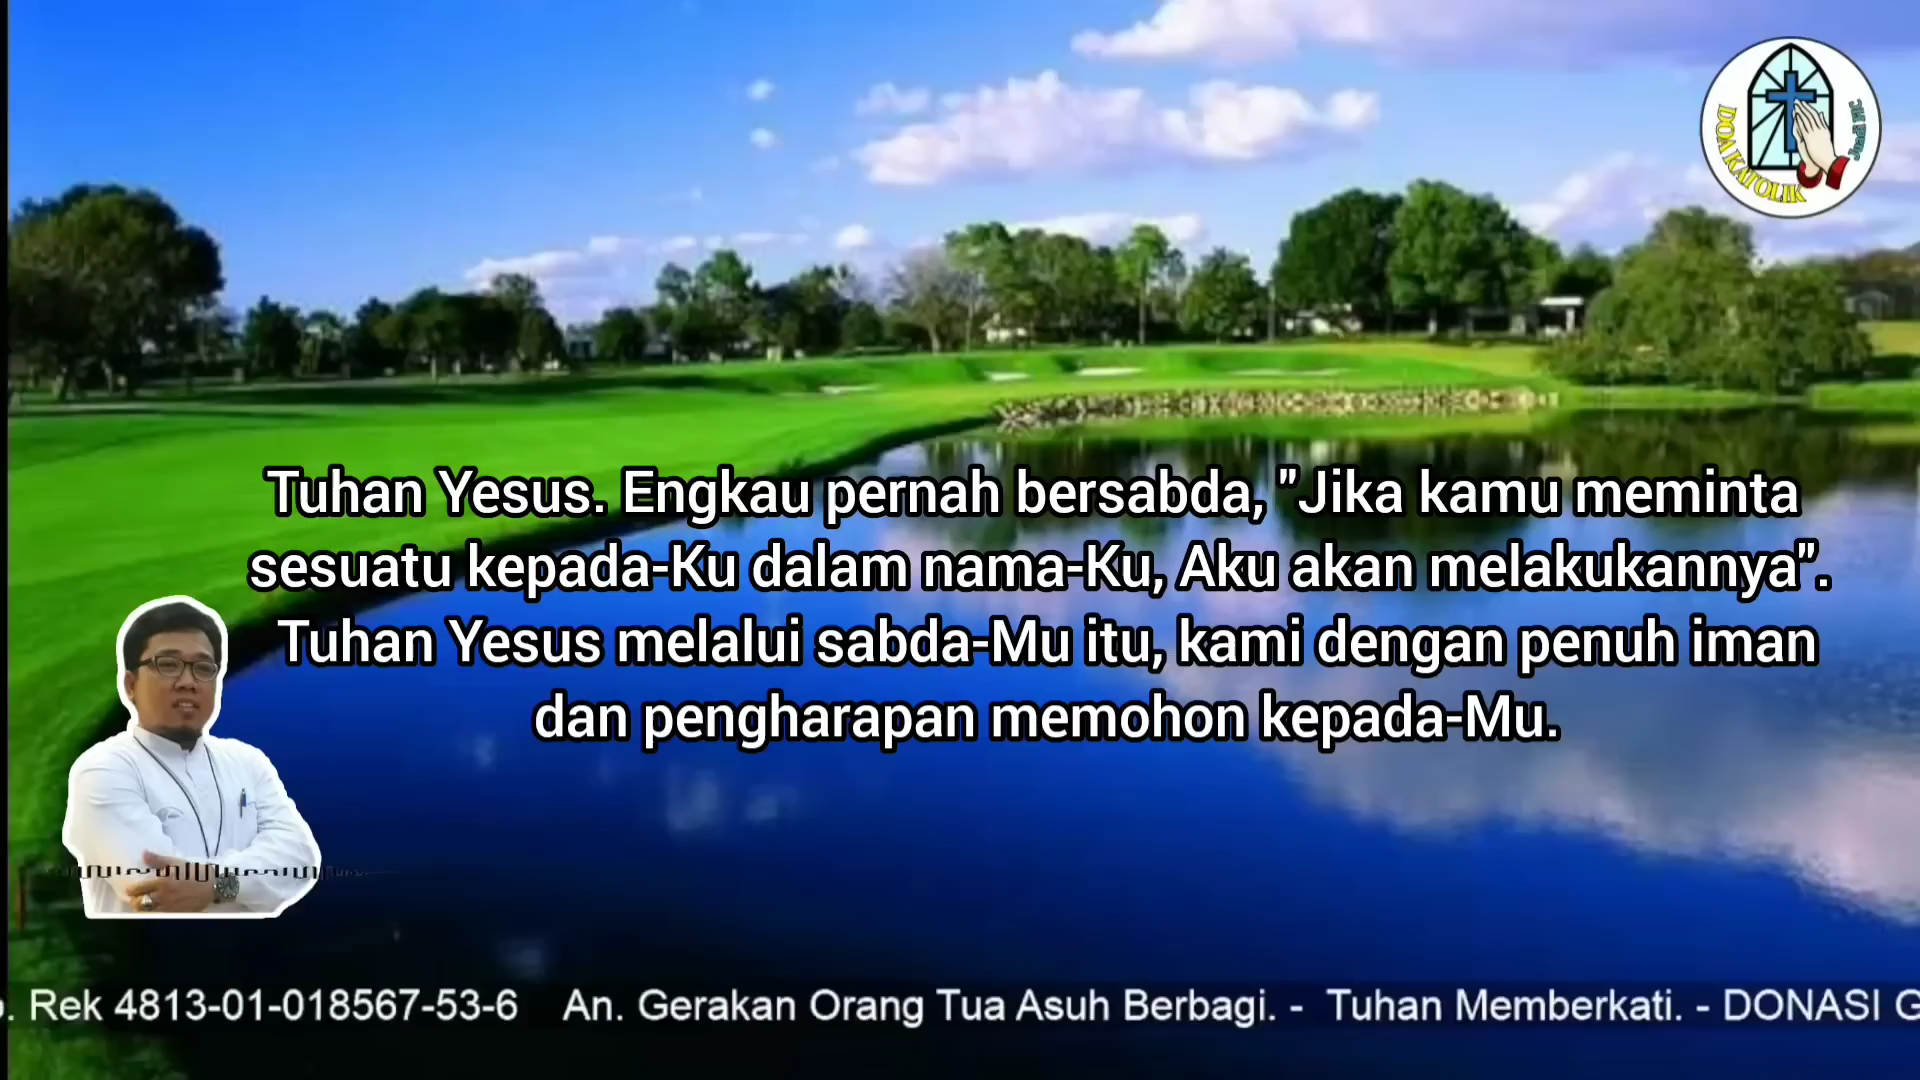 DOA KATOLIK
Tuhan Yesus. Engkau pernah bersabda, "Jika kamu meminta
sesuatu kepada-Ku dalam nama-Ku, Aku akan melakukannya".
Tuhan Yesus melalui sabda-Mu itu, kami dengan penuh iman
dan pengharapan memohon kepada-Mu.
. Rek 4813-01-018567-53-6 An. Gerakan Orang Tua Asuh Berbagi. - Tuhan Memberkati. - DONASI G